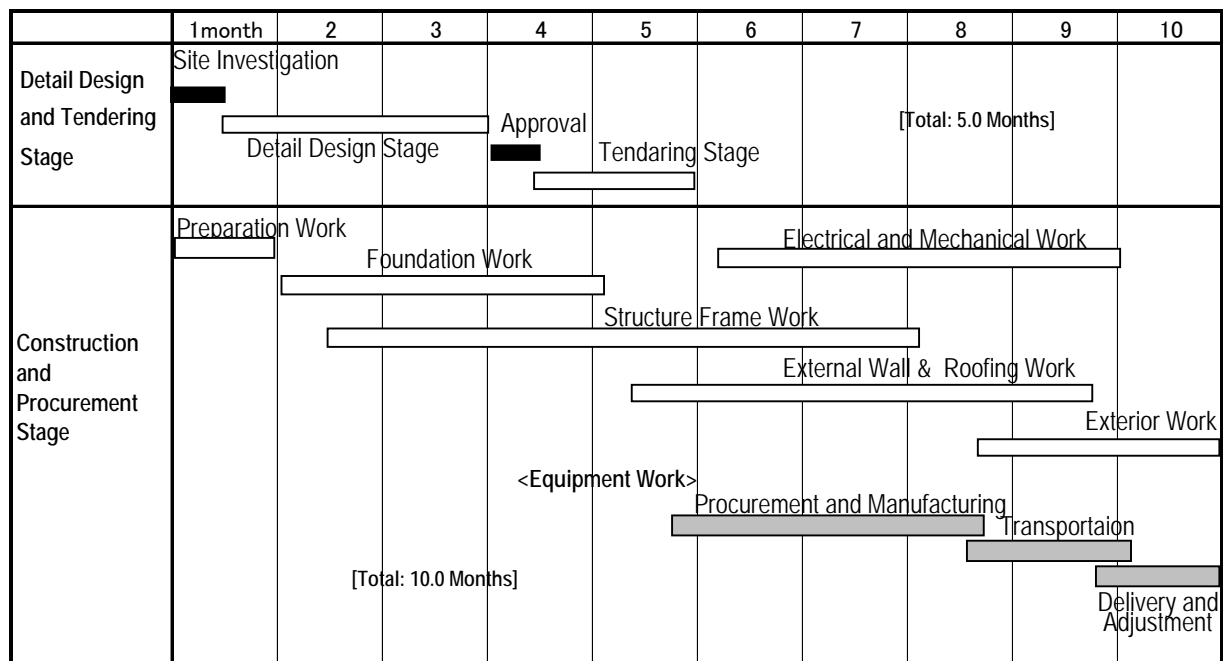 1month 2 3 4 5 6 7 8 9 10
Detail Design
and Tendering
Stage
Site Investigation
Detail Design Stage
Approval
Tendaring Stage
[Total: 5.0 Months]
Construction
and
Procurement
Stage
Preparation Work
Foundation Work
Electrical and Mechanical Work
Structure Frame Work
External Wall & Roofing Work
Exterior Work
<Equipment Work>
Procurement and Manufacturing
Transportaion
[Total: 10.0 Months]
Delivery and
Adjustment